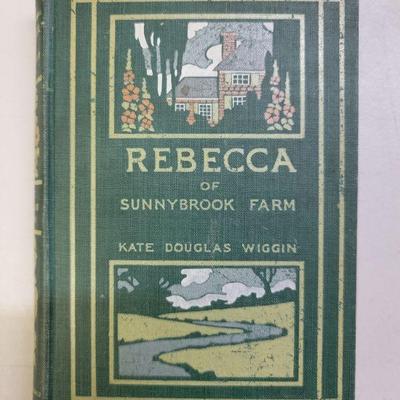 REBECCA
OF
SUNNYBROOK FARM
KATE DOUGLAS WIGGIN